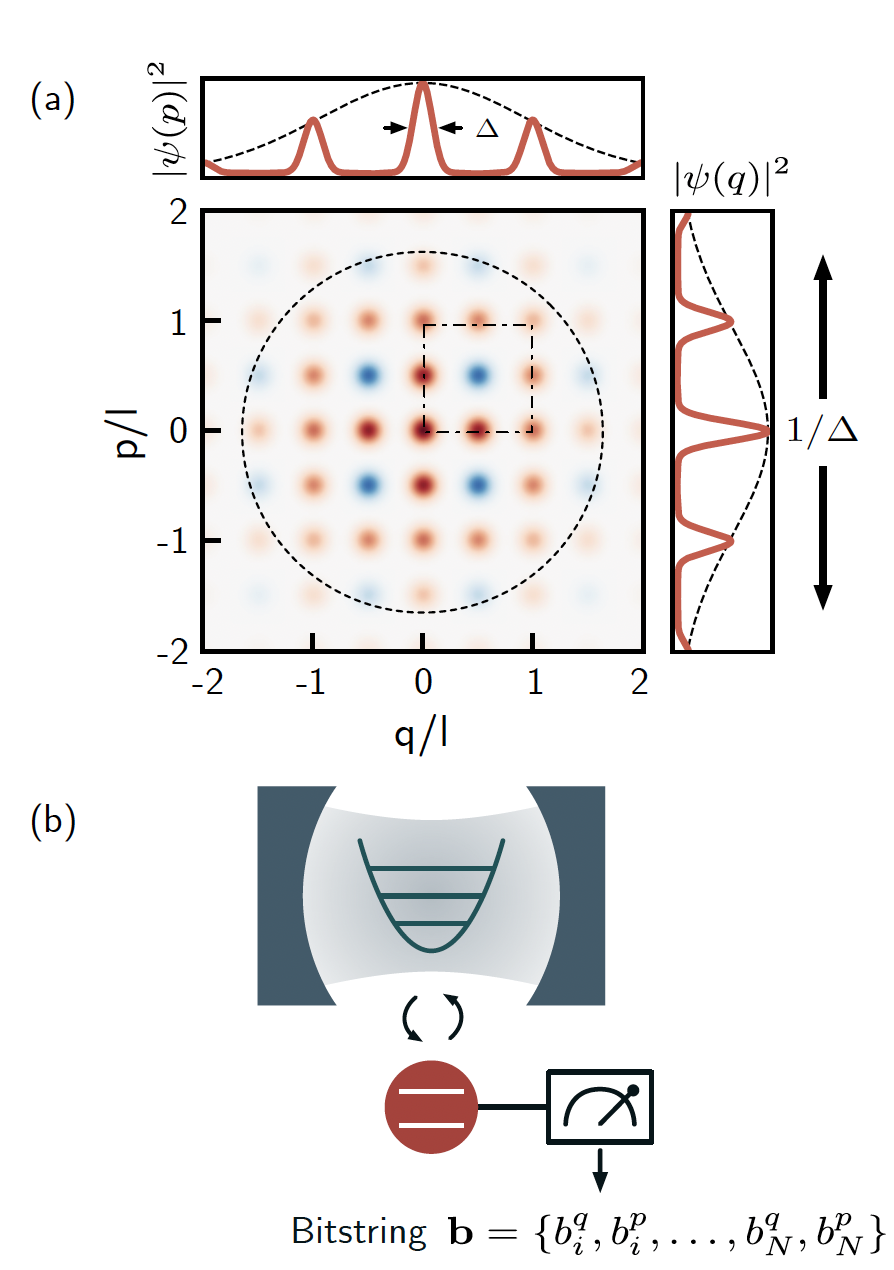 (a)
|ψ(p)|²
Δ
|ψ(q)|²
2
1
0
-1
-2
p/l
1/Δ
-2 -1 0 1 2
q/l
(b)
Bitstring b = {b_i^q, b_i^p, . . . , b_N^q, b_N^p}